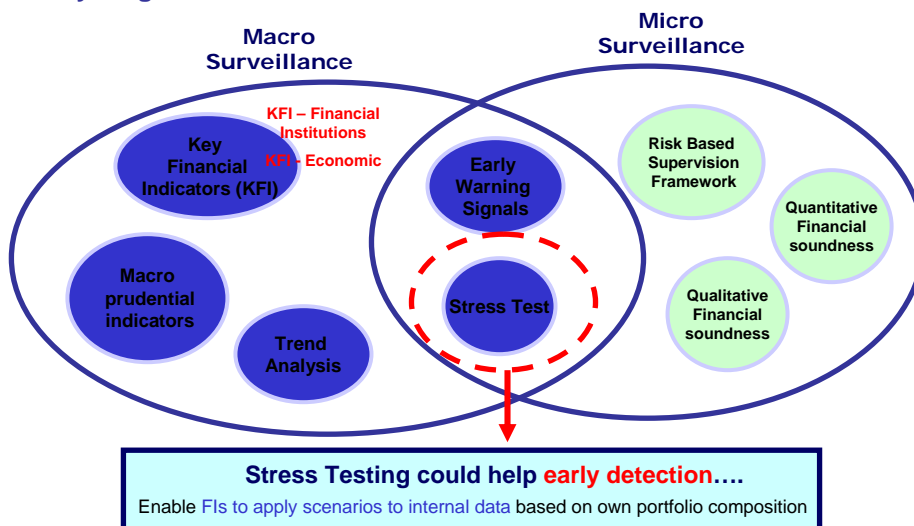 Macro
Surveillance
Micro
Surveillance
KFI – Financial
Institutions
KFI - Economic
Key
Financial
Indicators (KFI)
Early
Warning
Signals
Risk Based
Supervision
Framework
Quantitative
Financial
soundness
Macro
prudential
indicators
Stress Test
Qualitative
Financial
soundness
Trend
Analysis
Stress Testing could help early detection….
Enable FIs to apply scenarios to internal data based on own portfolio composition